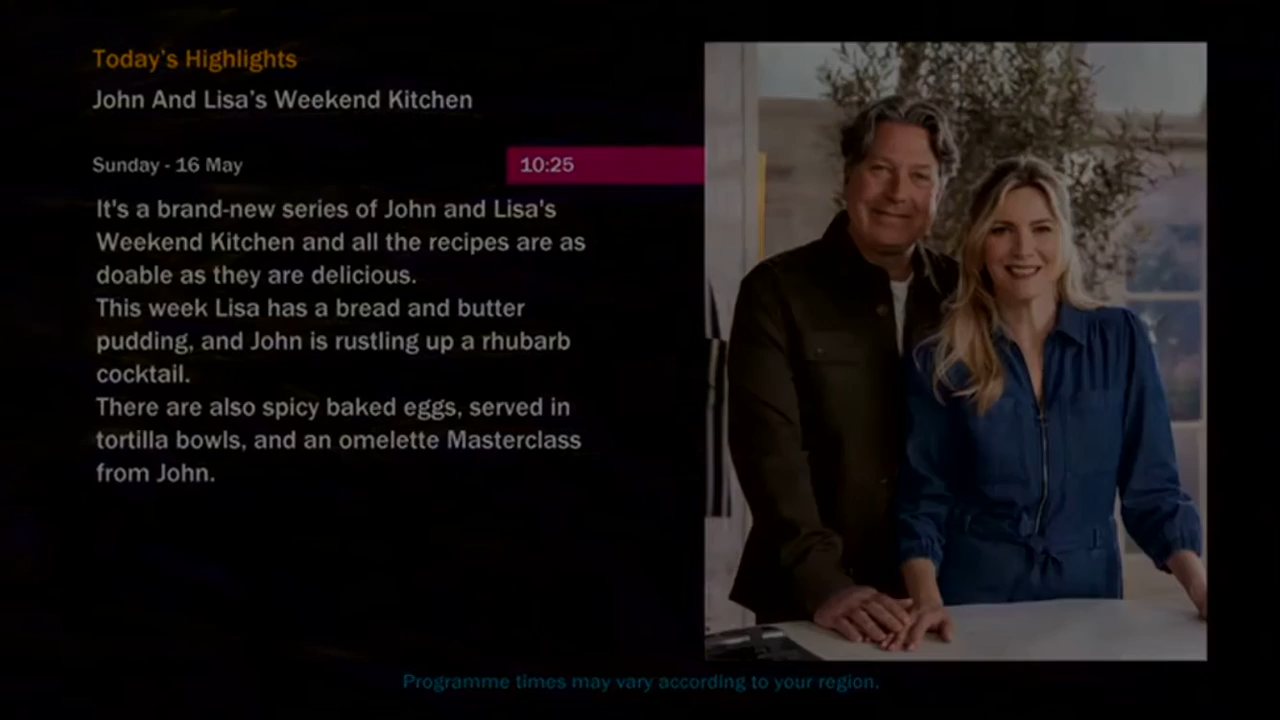 Today's Highlights
John And Lisa's Weekend Kitchen
Sunday - 16 May
10:25
It's a brand-new series of John and Lisa's
Weekend Kitchen and all the recipes are as
doable as they are delicious.
This week Lisa has a bread and butter
pudding, and John is rustling up a rhubarb
cocktail.
There are also spicy baked eggs, served in
tortilla bowls, and an omelette Masterclass
from John.
Programme times may vary according to your region.